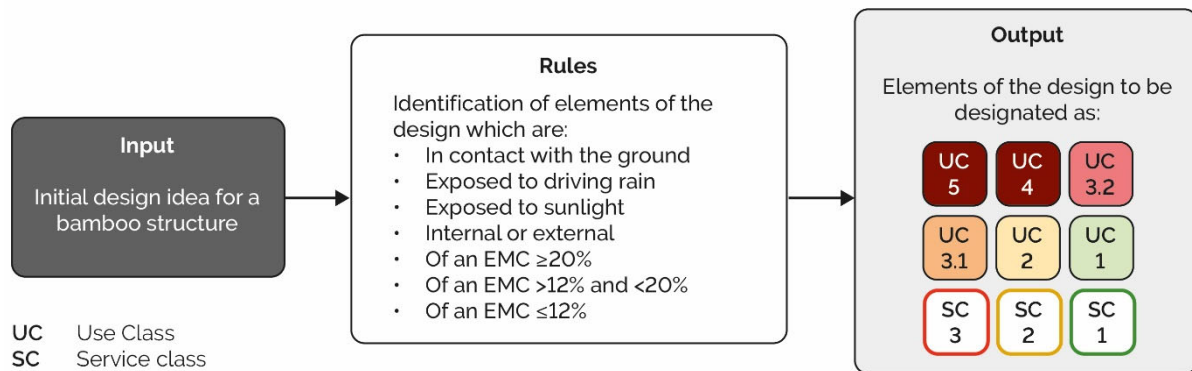 Input
Initial design idea for a
bamboo structure
UC Use Class
SC Service class
Rules
Identification of elements of the
design which are:
• In contact with the ground
• Exposed to driving rain
• Exposed to sunlight
• Internal or external
• Of an EMC ≥20%
• Of an EMC >12% and <20%
• Of an EMC ≤12%
Output
Elements of the design to be
designated as:
UC
5
UC
4
UC
3.2
UC
3.1
UC
2
UC
1
SC
3
SC
2
SC
1